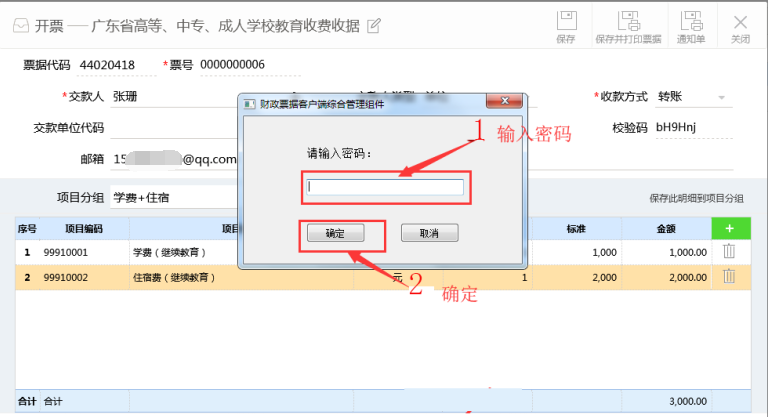 开票 — 广东省高等、中专、成人学校教育收费收据
保存 保存并打印票据 通知单 关闭
票据代码 44020418 *票号 0000000006
*交款人 张珊 *收款方式 转账
财政票据客户端综合管理组件
交款单位代码 校验码 bH9Hnj
1 输入密码
请输入密码：
邮箱 15 @qq.com
项目分组 学费+住宿 保存此明细到项目分组
确定 取消
序号 项目编码 标准 金额 +
1 99910001 学费（继续教育） 1,000 1,000.00
2 99910002 住宿费（继续教育） 元 1 2,000 2,000.00
2 确定
合计 合计 3,000.00